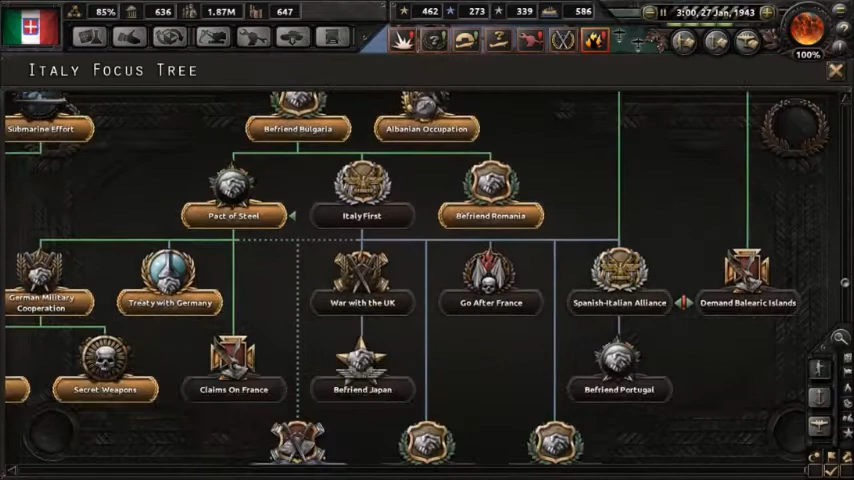 85% 636 1.87M 647 462 273 339 586 3:00, 27 Jan, 1943
100%
Italy Focus Tree
Submarine Effort Befriend Bulgaria Albanian Occupation
Pact of Steel Italy First Befriend Romania
German Military
Cooperation
Treaty with Germany War with the UK Go After France Spanish-Italian Alliance Demand Balearic Islands
Secret Weapons Claims On France Befriend Japan Befriend Portugal